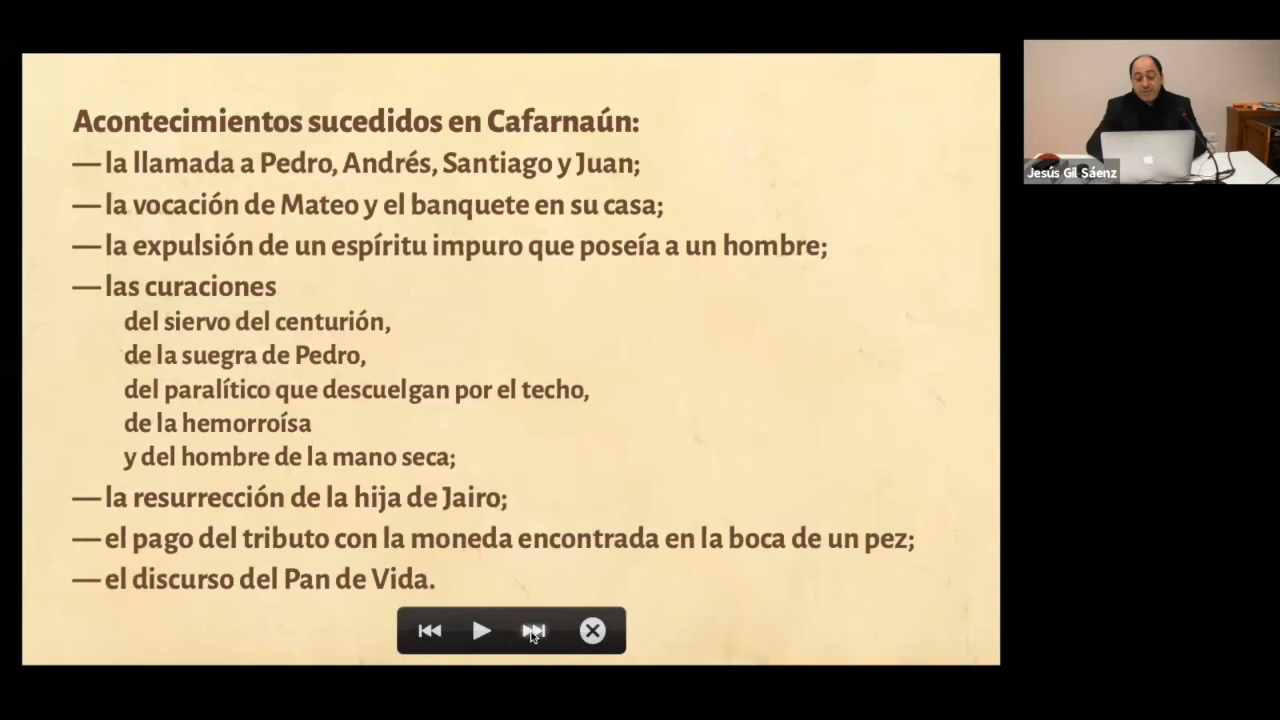 Acontecimientos sucedidos en Cafarnaún:
— la llamada a Pedro, Andrés, Santiago y Juan;
— la vocación de Mateo y el banquete en su casa;
— la expulsión de un espíritu impuro que poseía a un hombre;
— las curaciones
del siervo del centurión,
de la suegra de Pedro,
del paralítico que descuelgan por el techo,
de la hemorroísa
y del hombre de la mano seca;
— la resurrección de la hija de Jairo;
— el pago del tributo con la moneda encontrada en la boca de un pez;
— el discurso del Pan de Vida.
Jesús Gil Sáenz